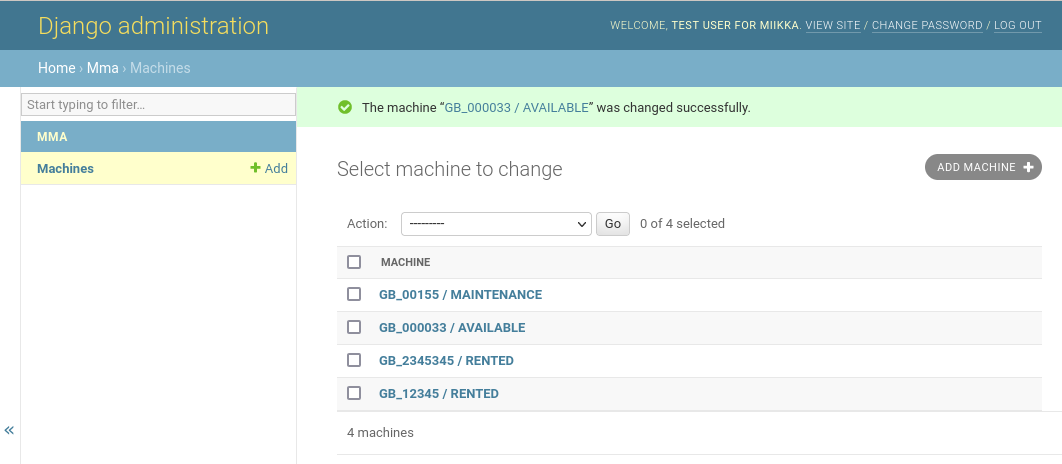 Django administration
WELCOME, TEST USER FOR MIIKKA. VIEW SITE / CHANGE PASSWORD / LOG OUT
Home › Mma › Machines
Start typing to filter…
MMA
Machines
+ Add
The machine “GB_000033 / AVAILABLE” was changed successfully.
Select machine to change
ADD MACHINE +
Action: --------- Go 0 of 4 selected
MACHINE
GB_00155 / MAINTENANCE
GB_000033 / AVAILABLE
GB_2345345 / RENTED
GB_12345 / RENTED
4 machines
«